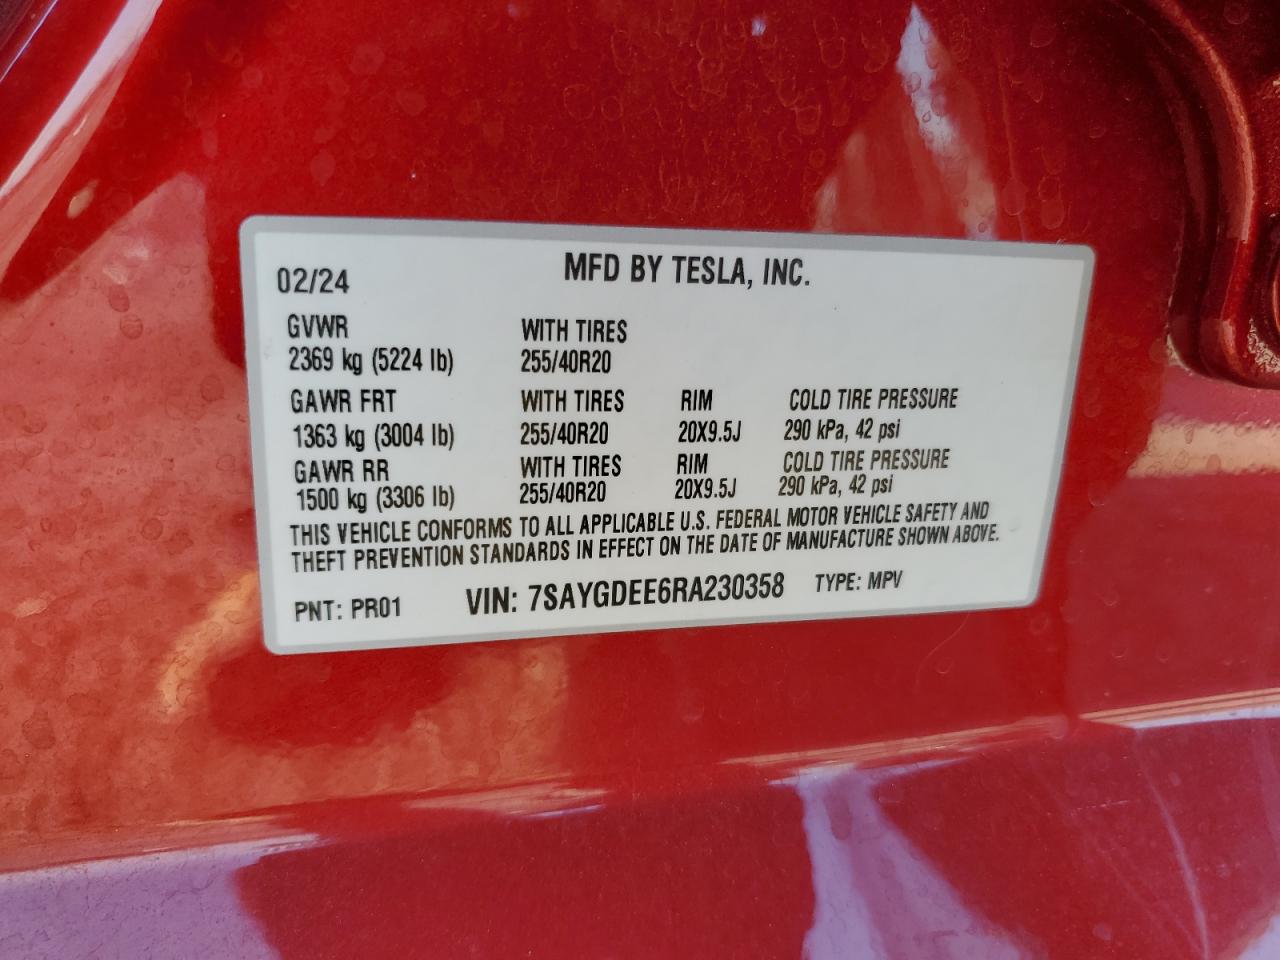 02/24 MFD BY TESLA, INC.
GVWR WITH TIRES
2369 kg (5224 lb) 255/40R20
GAWR FRT WITH TIRES RIM COLD TIRE PRESSURE
1363 kg (3004 lb) 255/40R20 20X9.5J 290 kPa, 42 psi
GAWR RR WITH TIRES RIM COLD TIRE PRESSURE
1500 kg (3306 lb) 255/40R20 20X9.5J 290 kPa, 42 psi
THIS VEHICLE CONFORMS TO ALL APPLICABLE U.S. FEDERAL MOTOR VEHICLE SAFETY AND
THEFT PREVENTION STANDARDS IN EFFECT ON THE DATE OF MANUFACTURE SHOWN ABOVE.
PNT: PR01 VIN: 7SAYGDEE6RA230358 TYPE: MPV